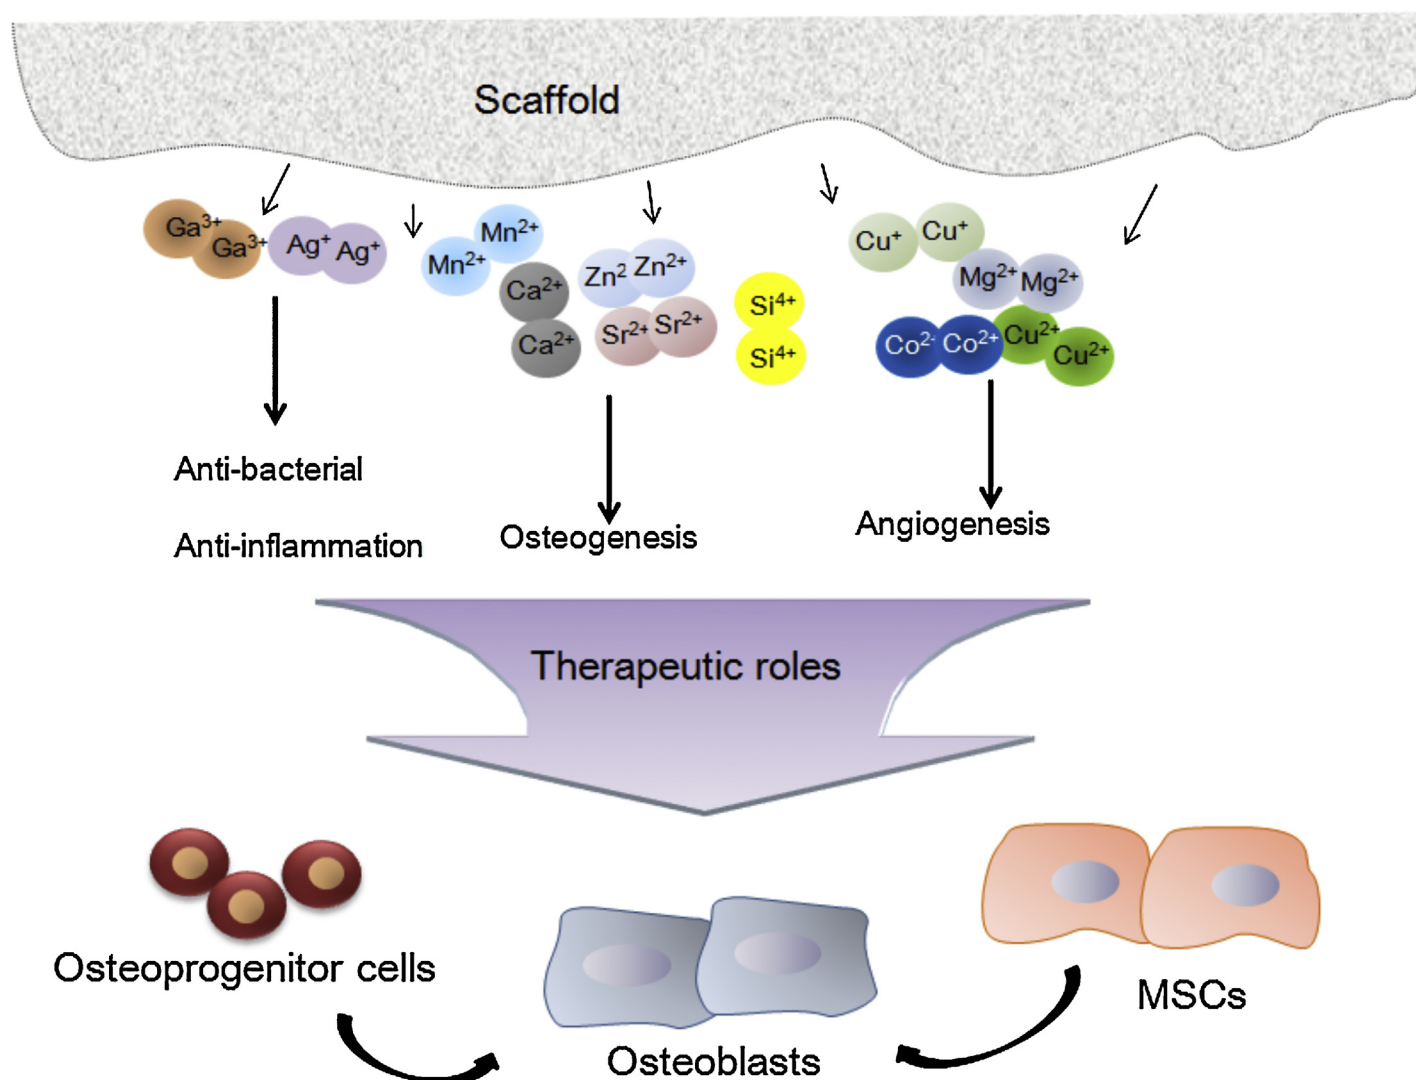 Scaffold
Ga³⁺
Ga³⁺
Ag⁺
Ag⁺
Mn²⁺
Mn²⁺
Ca²⁺
Ca²⁺
Zn²
Zn²⁺
Sr²⁺
Sr²⁺
Si⁴⁺
Si⁴⁺
Cu⁺
Cu⁺
Mg²⁺
Mg²⁺
Co²⁺
Co²⁺
Cu²⁺
Cu²⁺
Anti-bacterial
Anti-inflammation
Osteogenesis
Angiogenesis
Therapeutic roles
Osteoprogenitor cells
MSCs
Osteoblasts